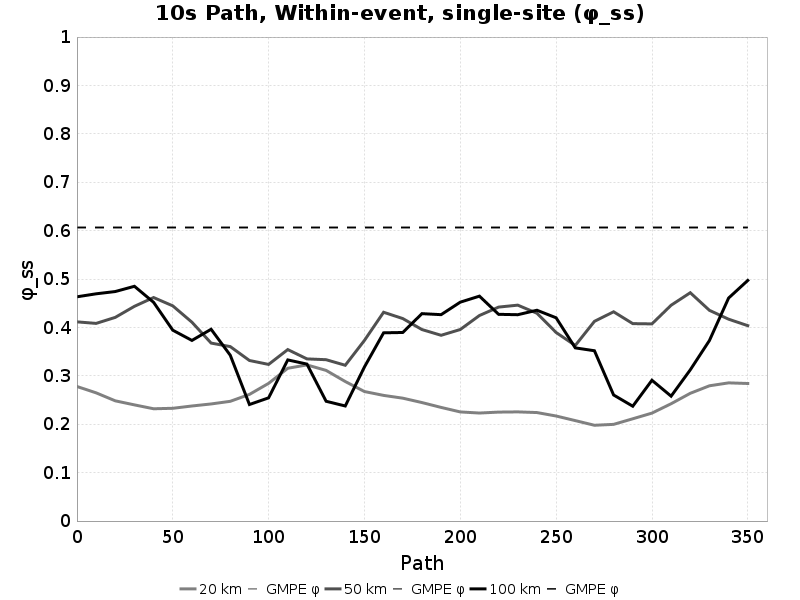 10s Path, Within-event, single-site (φ_ss)
1
0.9
0.8
0.7
0.6
0.5
0.4
0.3
0.2
0.1
0
φ_ss
0 50 100 150 200 250 300 350
Path
20 km GMPE φ 50 km GMPE φ 100 km GMPE φ